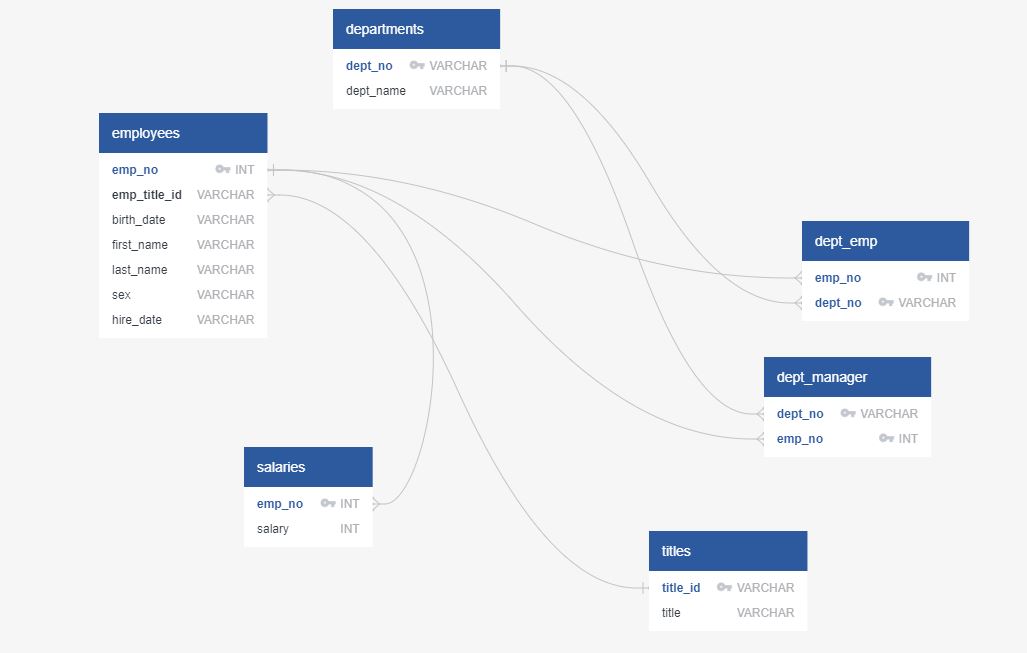 departments
dept_no VARCHAR
dept_name VARCHAR
employees
emp_no INT
emp_title_id VARCHAR
birth_date VARCHAR
first_name VARCHAR
last_name VARCHAR
sex VARCHAR
hire_date VARCHAR
dept_emp
emp_no INT
dept_no VARCHAR
dept_manager
dept_no VARCHAR
emp_no INT
salaries
emp_no INT
salary INT
titles
title_id VARCHAR
title VARCHAR